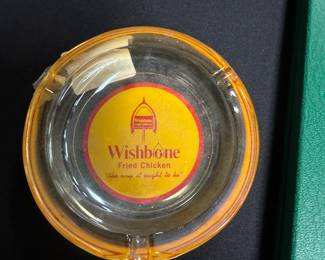 Wishbone
Fried Chicken
"the way it ought to be"